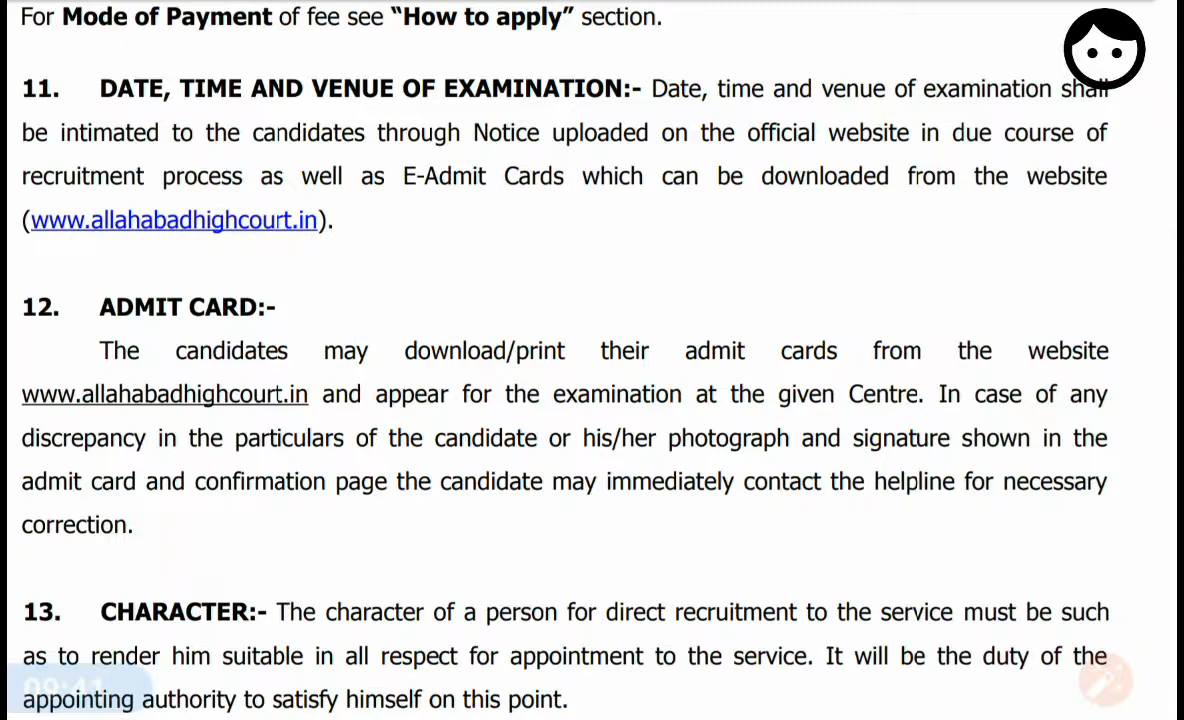 For Mode of Payment of fee see “How to apply” section.
11. DATE, TIME AND VENUE OF EXAMINATION:- Date, time and venue of examination shall
be intimated to the candidates through Notice uploaded on the official website in due course of
recruitment process as well as E-Admit Cards which can be downloaded from the website
(www.allahabadhighcourt.in).
12. ADMIT CARD:-
The candidates may download/print their admit cards from the website
www.allahabadhighcourt.in and appear for the examination at the given Centre. In case of any
discrepancy in the particulars of the candidate or his/her photograph and signature shown in the
admit card and confirmation page the candidate may immediately contact the helpline for necessary
correction.
13. CHARACTER:- The character of a person for direct recruitment to the service must be such
as to render him suitable in all respect for appointment to the service. It will be the duty of the
09:41
appointing authority to satisfy himself on this point.